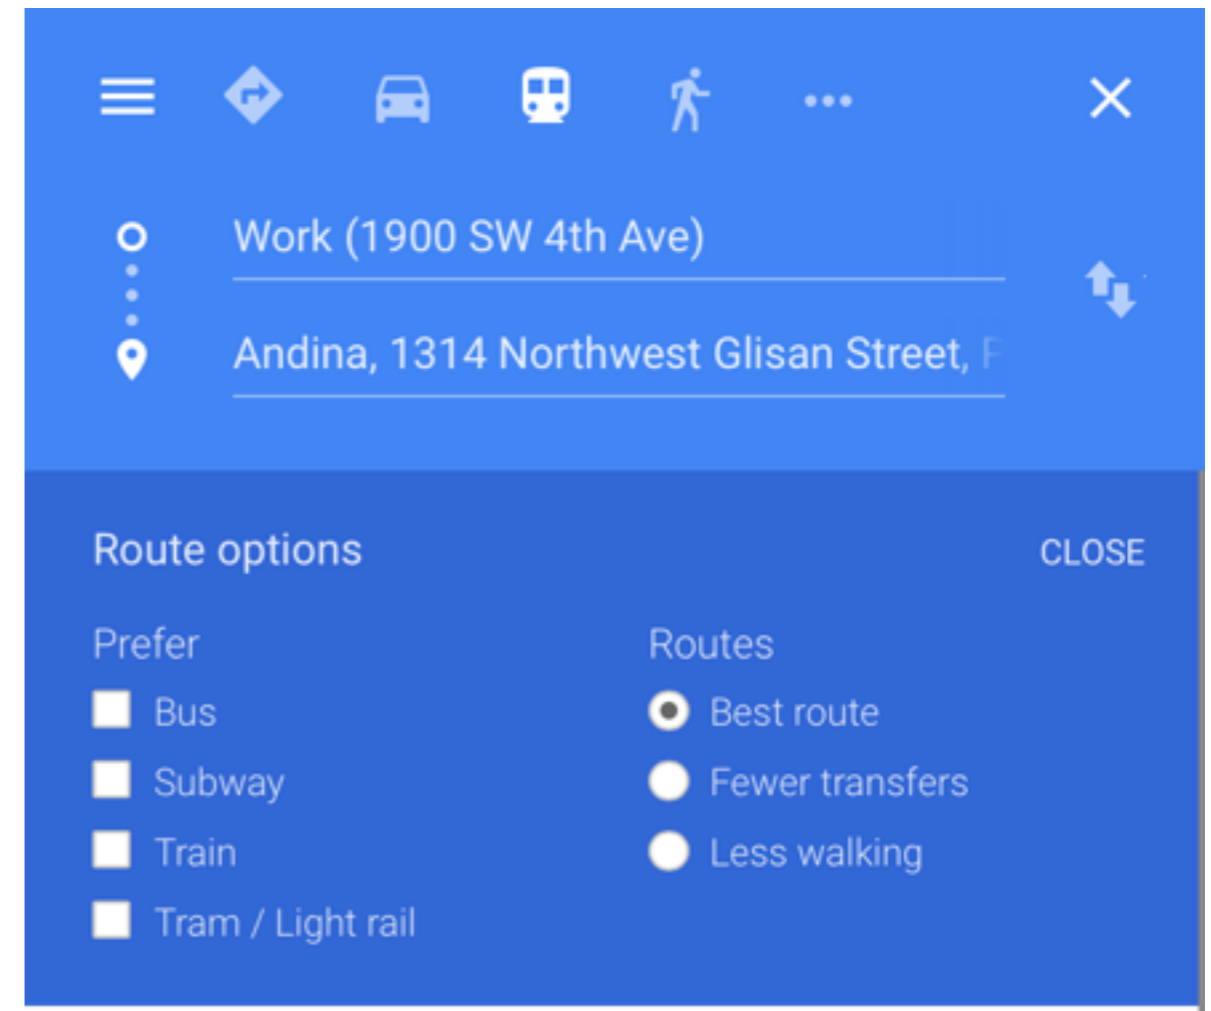 Work (1900 SW 4th Ave)
Andina, 1314 Northwest Glisan Street,
Route options
CLOSE
Prefer
Routes
Bus
Best route
Subway
Fewer transfers
Train
Less walking
Tram / Light rail